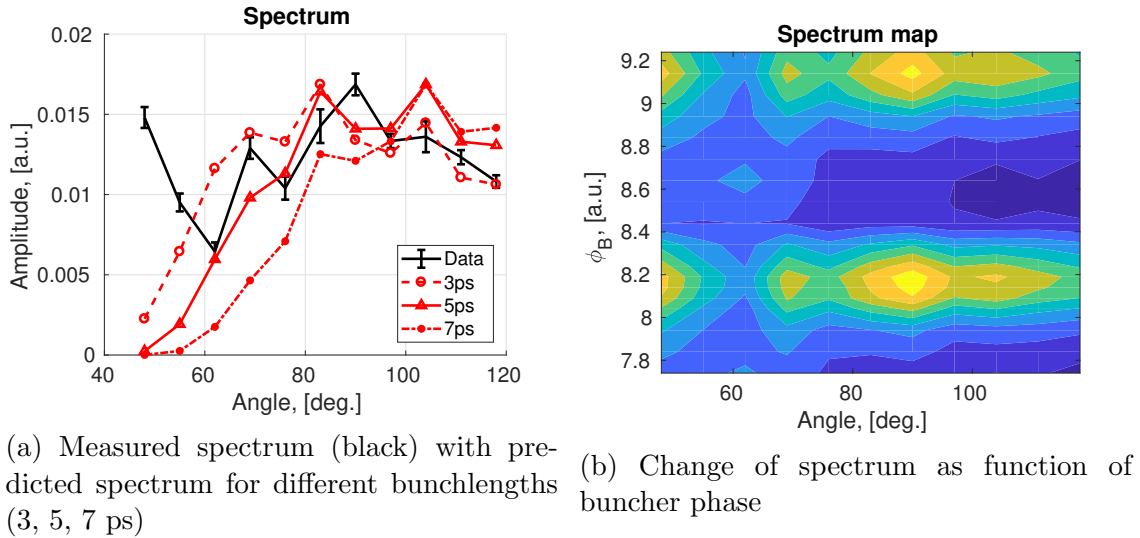 Spectrum
0.02
0.015
0.01
0.005
0
Amplitude, [a.u.]
40
60
80
100
120
Angle, [deg.]
Data
3ps
5ps
7ps
(a) Measured spectrum (black) with pre-
dicted spectrum for different bunchlengths
(3, 5, 7 ps)
Spectrum map
9.2
9
8.8
8.6
8.4
8.2
8
7.8
ϕ_B, [a.u.]
60
80
100
Angle, [deg.]
(b) Change of spectrum as function of
buncher phase